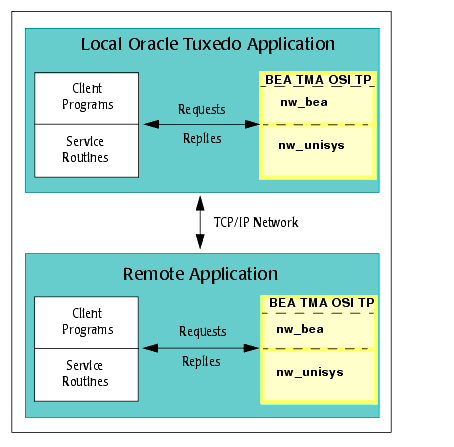 Local Oracle Tuxedo Application
Client
Programs
Service
Routines
Requests
Replies
BEA TMA OSI TP
nw_bea
nw_unisys
TCP/IP Network
Remote Application
Client
Programs
Service
Routines
Requests
Replies
BEA TMA OSI TP
nw_bea
nw_unisys